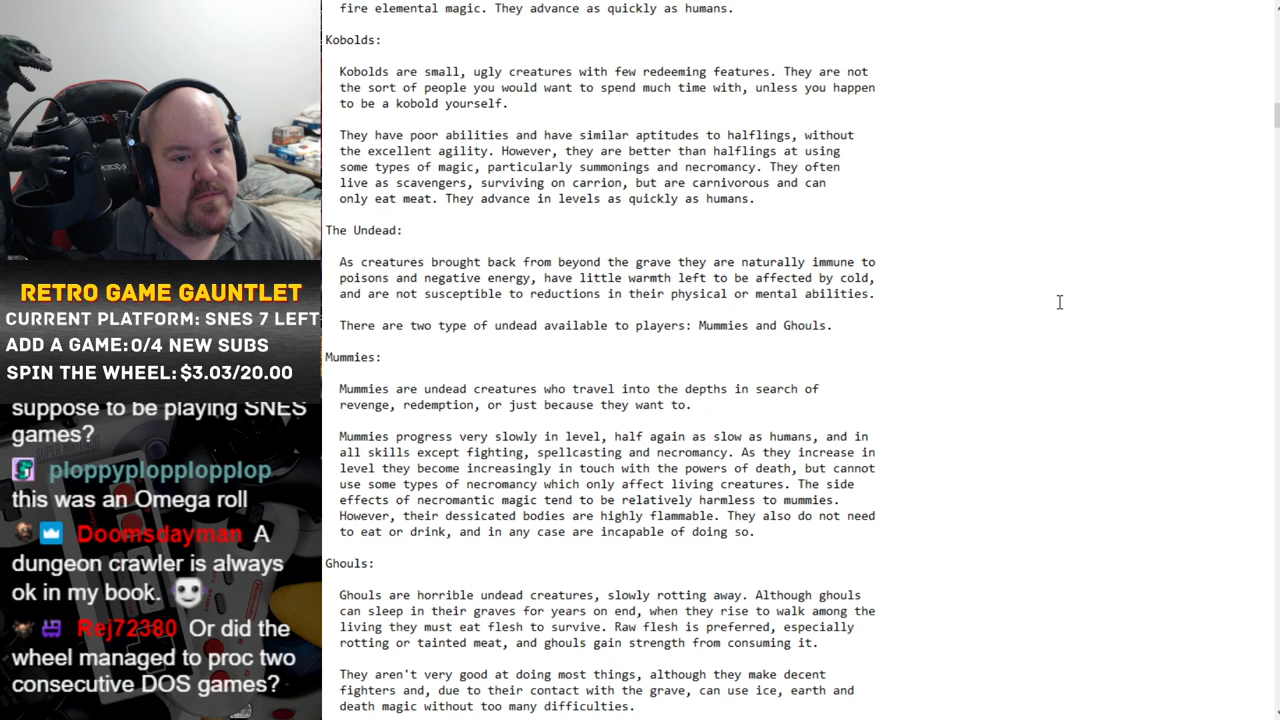 fire elemental magic. They advance as quickly as humans.
Kobolds:
Kobolds are small, ugly creatures with few redeeming features. They are not
the sort of people you would want to spend much time with, unless you happen
to be a kobold yourself.
They have poor abilities and have similar aptitudes to halflings, without
the excellent agility. However, they are better than halflings at using
some types of magic, particularly summonings and necromancy. They often
live as scavengers, surviving on carrion, but are carnivorous and can
only eat meat. They advance in levels as quickly as humans.
The Undead:
As creatures brought back from beyond the grave they are naturally immune to
poisons and negative energy, have little warmth left to be affected by cold,
and are not susceptible to reductions in their physical or mental abilities.
There are two type of undead available to players: Mummies and Ghouls.
Mummies:
Mummies are undead creatures who travel into the depths in search of
revenge, redemption, or just because they want to.
Mummies progress very slowly in level, half again as slow as humans, and in
all skills except fighting, spellcasting and necromancy. As they increase in
level they become increasingly in touch with the powers of death, but cannot
use some types of necromancy which only affect living creatures. The side
effects of necromantic magic tend to be relatively harmless to mummies.
However, their dessicated bodies are highly flammable. They also do not need
to eat or drink, and in any case are incapable of doing so.
Ghouls:
Ghouls are horrible undead creatures, slowly rotting away. Although ghouls
can sleep in their graves for years on end, when they rise to walk among the
living they must eat flesh to survive. Raw flesh is preferred, especially
rotting or tainted meat, and ghouls gain strength from consuming it.
They aren't very good at doing most things, although they make decent
fighters and, due to their contact with the grave, can use ice, earth and
death magic without too many difficulties.
RETRO GAME GAUNTLET
CURRENT PLATFORM: SNES 7 LEFT
ADD A GAME: 0/4 NEW SUBS
SPIN THE WHEEL: $3.03/20.00
suppose to be playing SNES
games?
ploppyplopplopplop
this was an Omega roll
Doomsdayman A
dungeon crawler is always
ok in my book.
Rej72380 Or did the
wheel managed to proc two
consecutive DOS games?